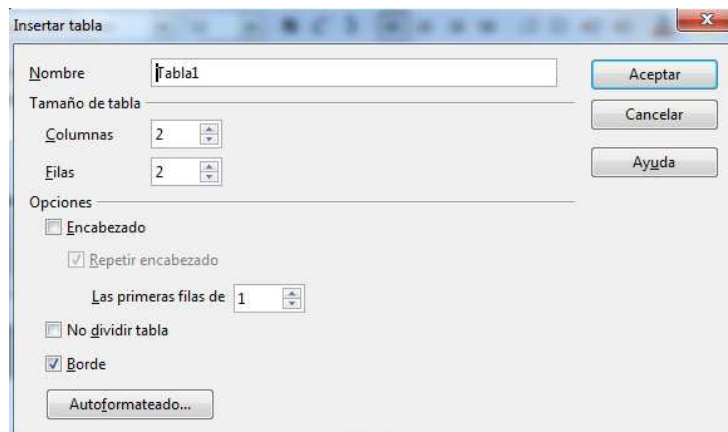 Insertar tabla
Nombre Tabla1
Aceptar
Tamaño de tabla
Cancelar
Columnas 2
Filas 2
Ayuda
Opciones
Encabezado
Repetir encabezado
Las primeras filas de 1
No dividir tabla
Borde
Autoformateado...